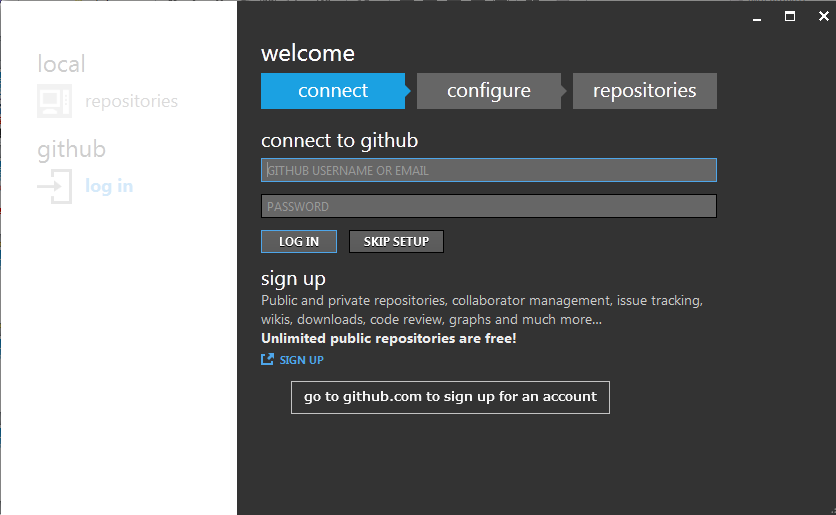 local
repositories
github
log in
welcome
connect
configure
repositories
connect to github
GITHUB USERNAME OR EMAIL
PASSWORD
LOG IN
SKIP SETUP
sign up
Public and private repositories, collaborator management, issue tracking,
wikis, downloads, code review, graphs and much more...
Unlimited public repositories are free!
SIGN UP
go to github.com to sign up for an account